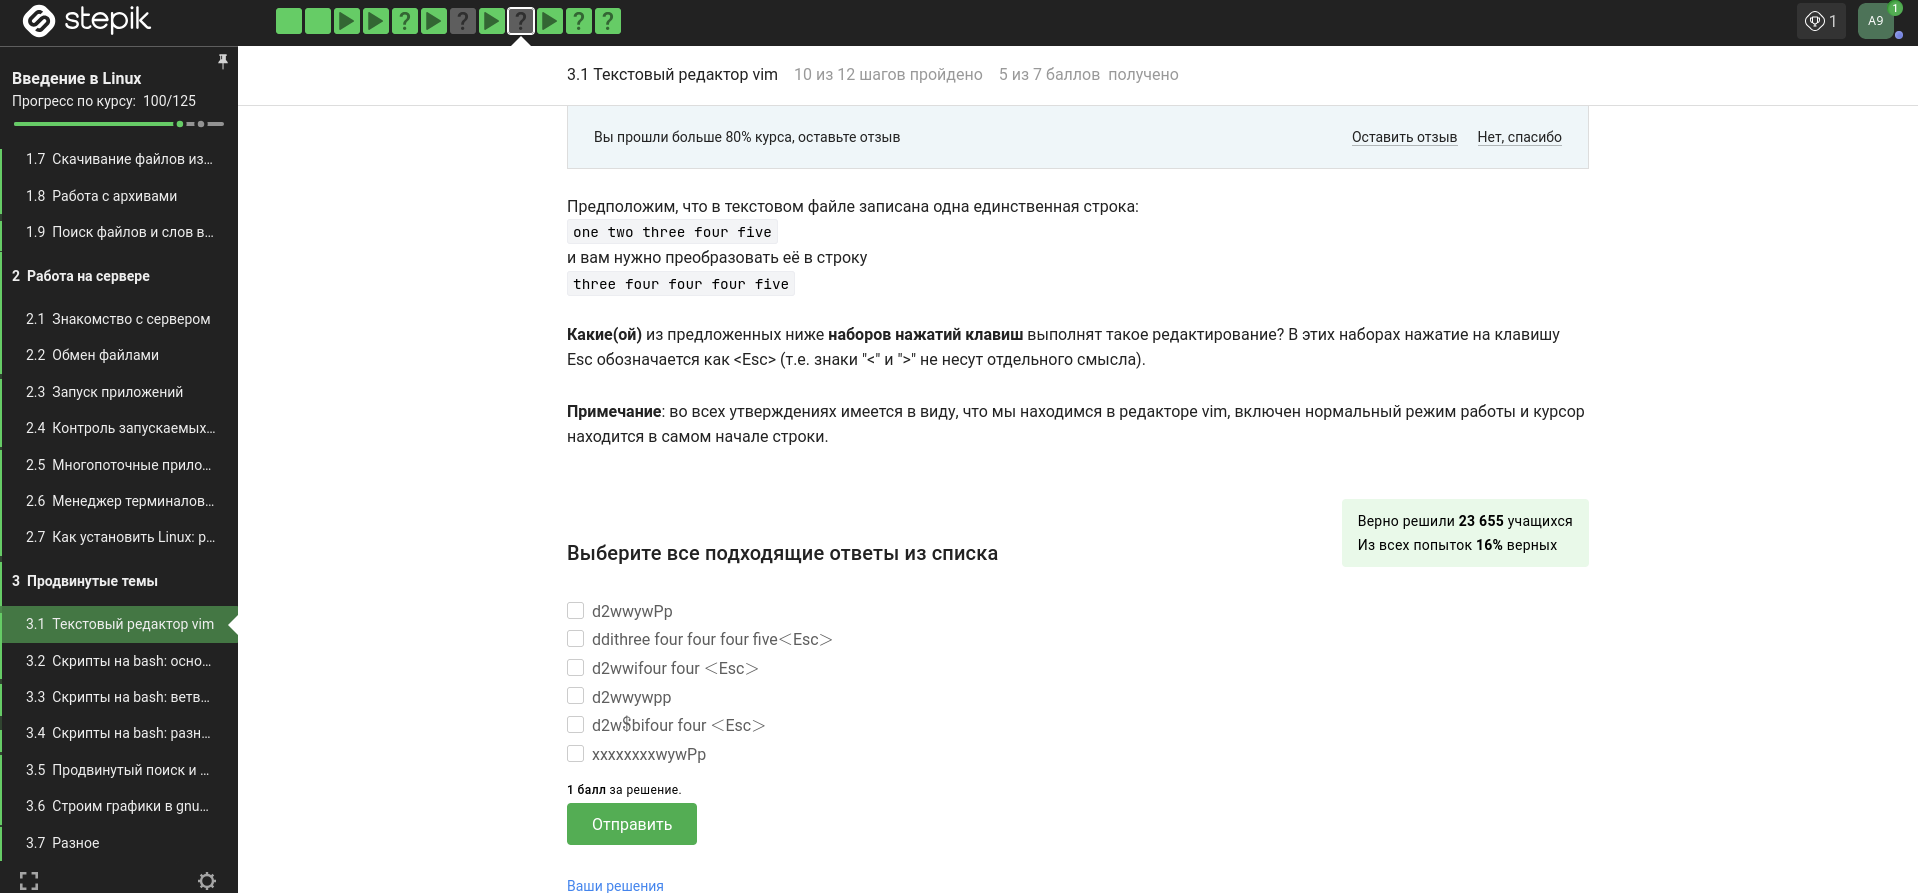 stepik
? ? ? ? ?
1
A9
1
Введение в Linux
Прогресс по курсу: 100/125
1.7 Скачивание файлов из...
1.8 Работа с архивами
1.9 Поиск файлов и слов в...
2 Работа на сервере
2.1 Знакомство с сервером
2.2 Обмен файлами
2.3 Запуск приложений
2.4 Контроль запускаемых...
2.5 Многопоточные прило...
2.6 Менеджер терминалов...
2.7 Как установить Linux: р...
3 Продвинутые темы
3.1 Текстовый редактор vim
3.2 Скрипты на bash: осно...
3.3 Скрипты на bash: ветв...
3.4 Скрипты на bash: разн...
3.5 Продвинутый поиск и ...
3.6 Строим графики в gnu...
3.7 Разное
3.1 Текстовый редактор vim 10 из 12 шагов пройдено 5 из 7 баллов получено
Вы прошли больше 80% курса, оставьте отзыв Оставить отзыв Нет, спасибо
Предположим, что в текстовом файле записана одна единственная строка:
one two three four five
и вам нужно преобразовать её в строку
three four four four five
Какие(ой) из предложенных ниже наборов нажатий клавиш выполнят такое редактирование? В этих наборах нажатие на клавишу
Esc обозначается как <Esc> (т.е. знаки "<" и ">" не несут отдельного смысла).
Примечание: во всех утверждениях имеется в виду, что мы находимся в редакторе vim, включен нормальный режим работы и курсор
находится в самом начале строки.
Верно решили 23 655 учащихся
Из всех попыток 16% верных
Выберите все подходящие ответы из списка
d2wwywPp
ddithree four four four five<Esc>
d2wwifour four <Esc>
d2wwywpp
d2w$bifour four <Esc>
xxxxxxxxwywPp
1 балл за решение.
Отправить
Ваши решения